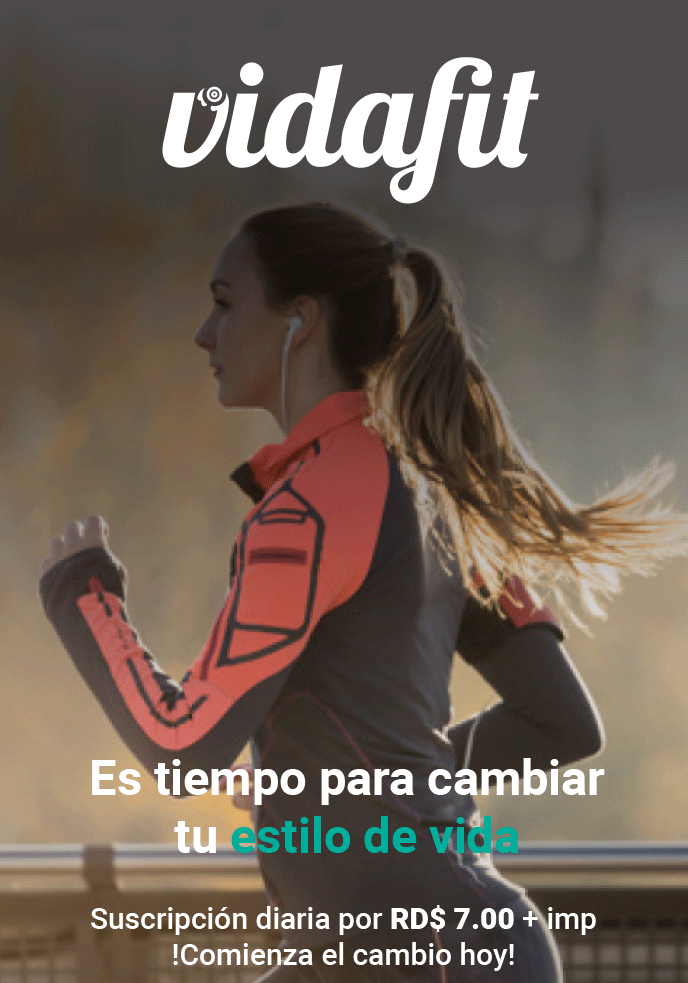 vidafit
Es tiempo para cambiar
tu estilo de vida
Suscripción diaria por RD$ 7.00 + imp
!Comienza el cambio hoy!